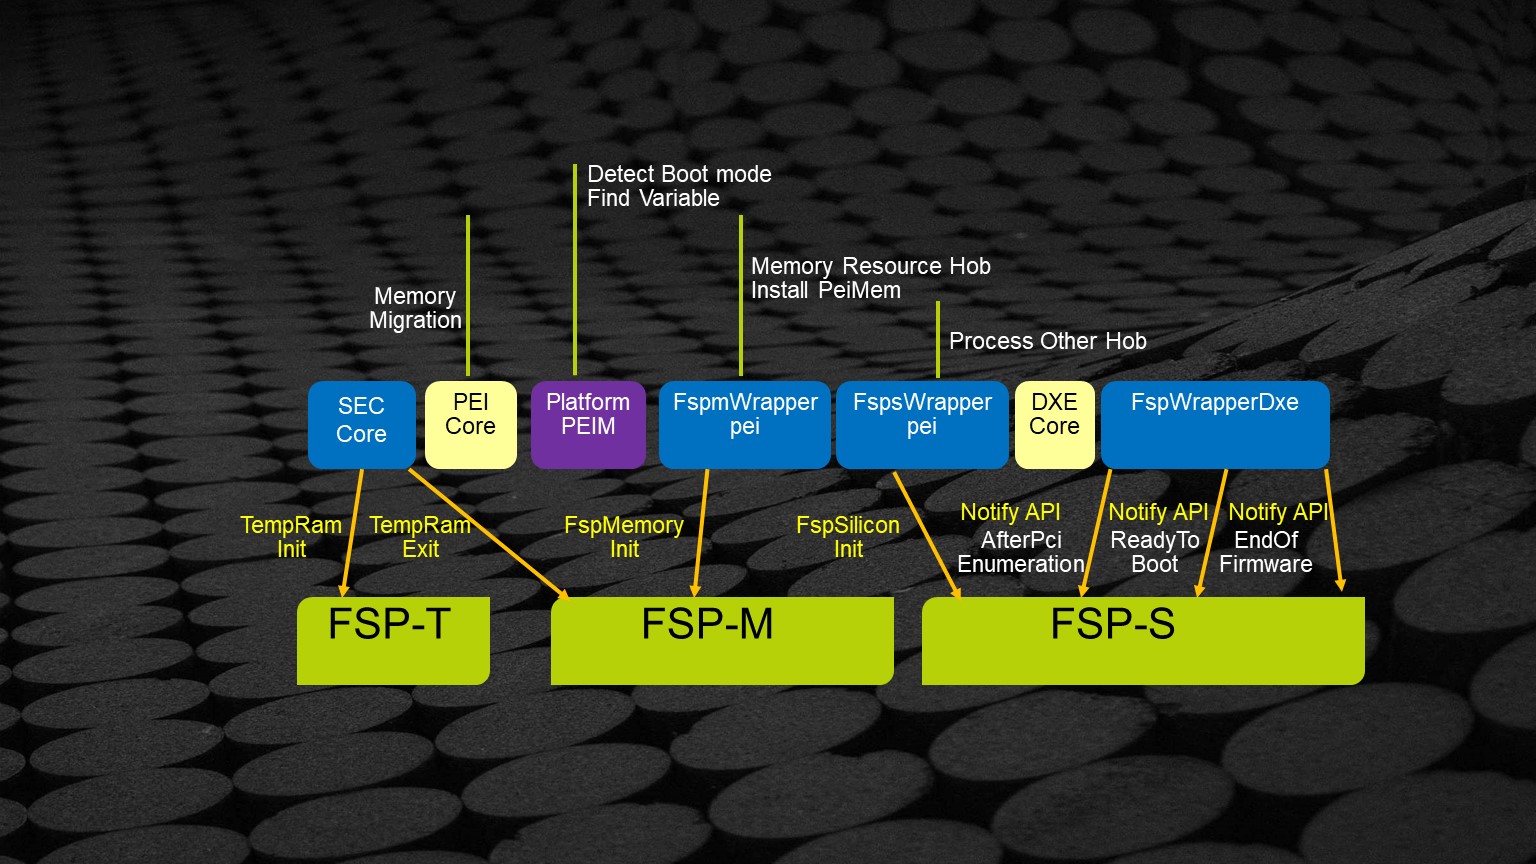 Detect Boot mode
Find Variable
Memory Resource Hob
Install PeiMem
Memory
Migration
Process Other Hob
SEC
Core
PEI
Core
Platform
PEIM
FspmWrapper
pei
FspsWrapper
pei
DXE
Core
FspWrapperDxe
TempRam
Init
TempRam
Exit
FspMemory
Init
FspSilicon
Init
Notify API
AfterPci
Enumeration
Notify API
ReadyTo
Boot
Notify API
EndOf
Firmware
FSP-T
FSP-M
FSP-S